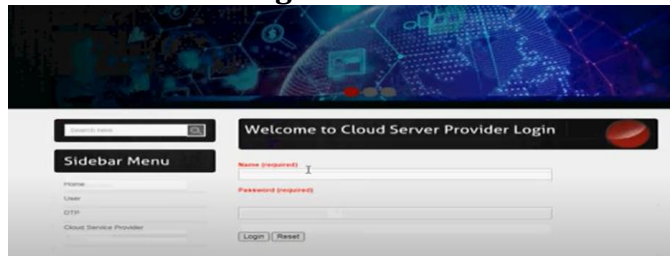 Search here
Welcome to Cloud Server Provider Login
Sidebar Menu
Name (required)
Home
Password (required)
User
DTP
Cloud Service Provider
Login Reset